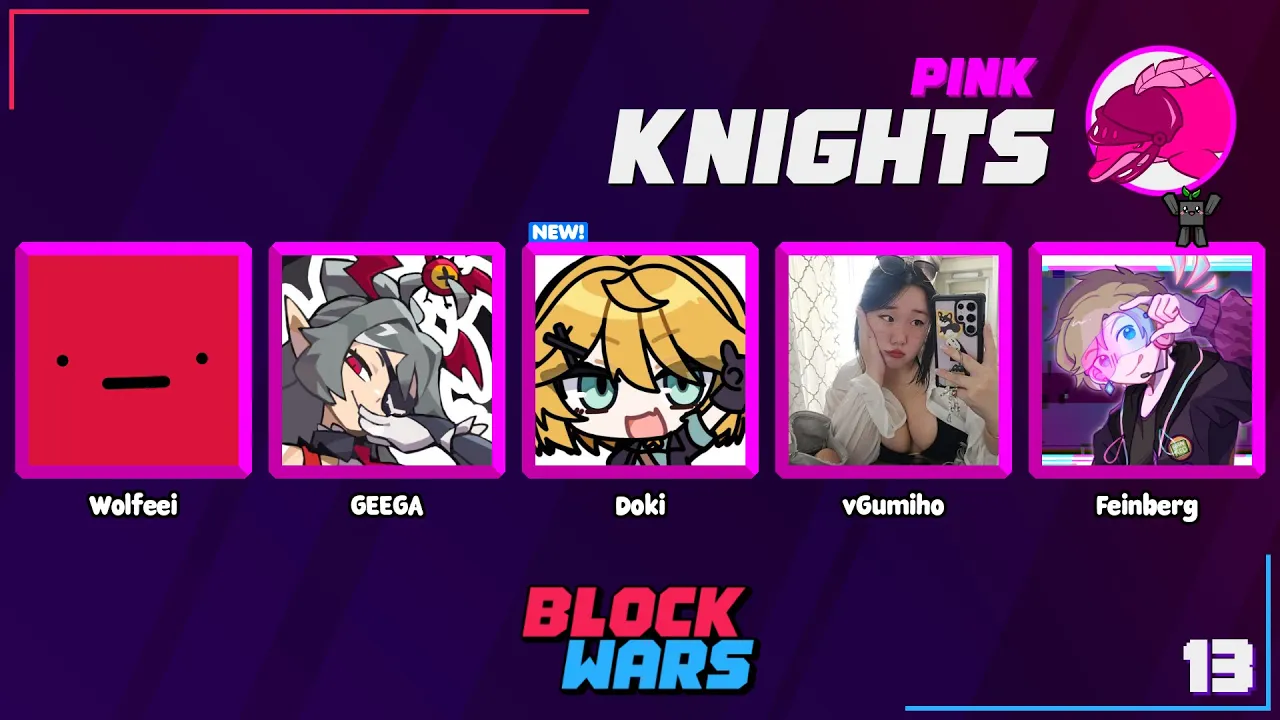 PINK
KNIGHTS
NEW!
Wolfeei
GEEGA
Doki
vGumiho
Feinberg
BLOCK
WARS
13